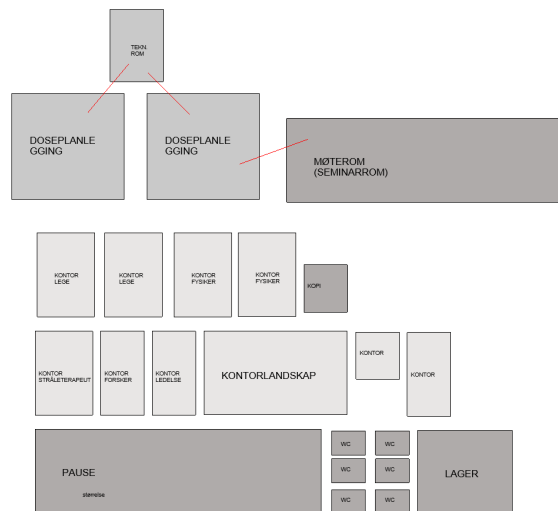 TEKN.
ROM
DOSEPLANLE
GGING
DOSEPLANLE
GGING
MØTEROM
(SEMINARROM)
KONTOR
LEGE
KONTOR
LEGE
KONTOR
FYSIKER
KONTOR
FYSIKER
KOPI
KONTOR
STRÅLETERAPEUT
KONTOR
FORSKER
KONTOR
LEDELSE
KONTORLANDSKAP
KONTOR
KONTOR
PAUSE
størrelse
WC
WC
WC
WC
WC
WC
LAGER